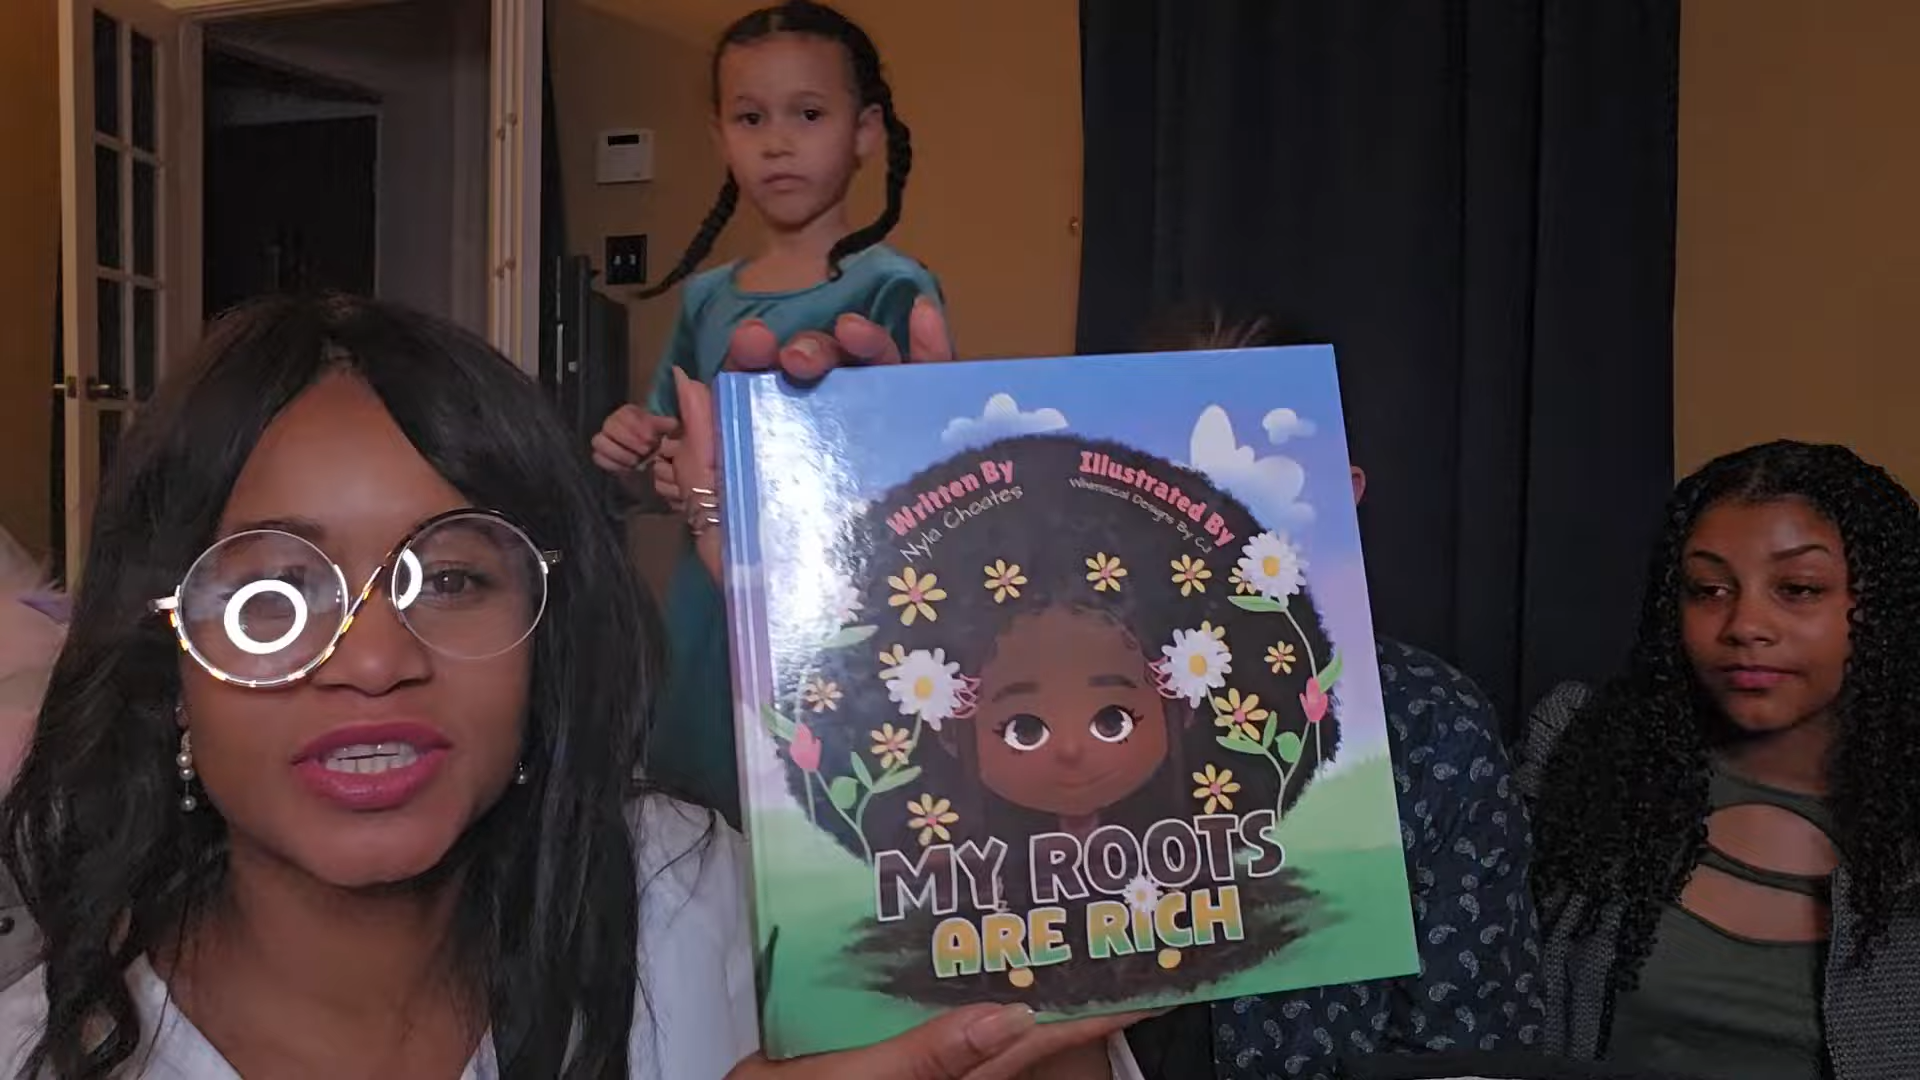 Written By
Nyla Choates
Illustrated By
Whimsical Designs By CJ
MY ROOTS
ARE RICH